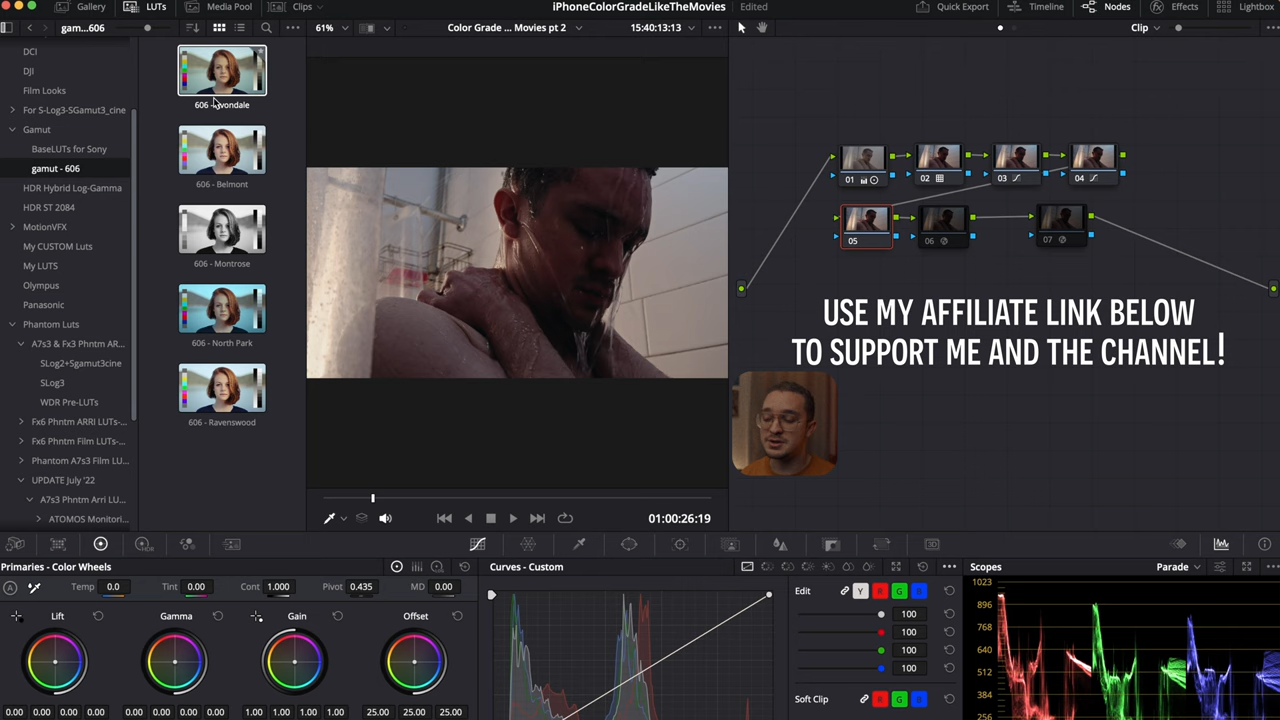 iPhoneColorGradeLikeTheMovies Edited
Gallery LUTs Media Pool Clips Quick Export Timeline Nodes Effects Lightbox
gam...606 61% Color Grade ... Movies pt 2 15:40:13:13 Clip
DCI
DJI
Film Looks
For S-Log3-SGamut3_cine
Gamut
BaseLUTs for Sony
gamut - 606
HDR Hybrid Log-Gamma
HDR ST 2084
MotionVFX
My CUSTOM Luts
My LUTS
Olympus
Panasonic
Phantom Luts
A7s3 & Fx3 Phntm AR...
SLog2+Sgamut3cine
SLog3
WDR Pre-LUTs
Fx6 Phntm ARRI LUTs-...
Fx6 Phntm Film LUTs-...
Phantom A7s3 Film LU...
UPDATE July '22
A7s3 Phntm Arri LU...
ATOMOS Monitori...
606 - Belmont
606 - Montrose
606 - North Park
606 - Ravenswood
01 02 03 04
05 06 07
USE MY AFFILIATE LINK BELOW
TO SUPPORT ME AND THE CHANNEL!
01:00:26:19
Primaries - Color Wheels
Temp 0.0 Tint 0.00 Cont 1.000 Pivot 0.435 MD 0.00
Lift Gamma Gain Offset
0.00 0.00 0.00 0.00 0.00 0.00 0.00 0.00 1.00 1.00 1.00 1.00 25.00 25.00 25.00
Curves - Custom
Edit Y R G B
100
100
100
100
Soft Clip R G B
Scopes Parade
1023
896
768
640
512
384
256